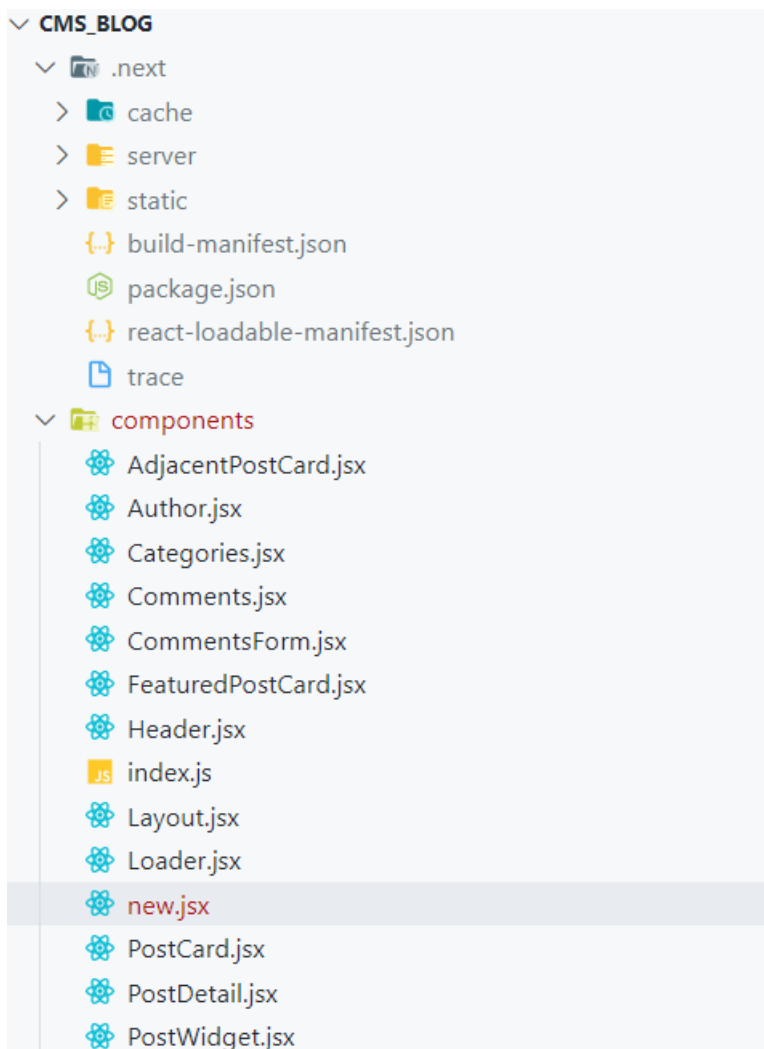 CMS_BLOG
.next
cache
server
static
{...} build-manifest.json
JS package.json
{...} react-loadable-manifest.json
trace
components
AdjacentPostCard.jsx
Author.jsx
Categories.jsx
Comments.jsx
CommentsForm.jsx
FeaturedPostCard.jsx
Header.jsx
JS index.js
Layout.jsx
Loader.jsx
new.jsx
PostCard.jsx
PostDetail.jsx
PostWidget.jsx